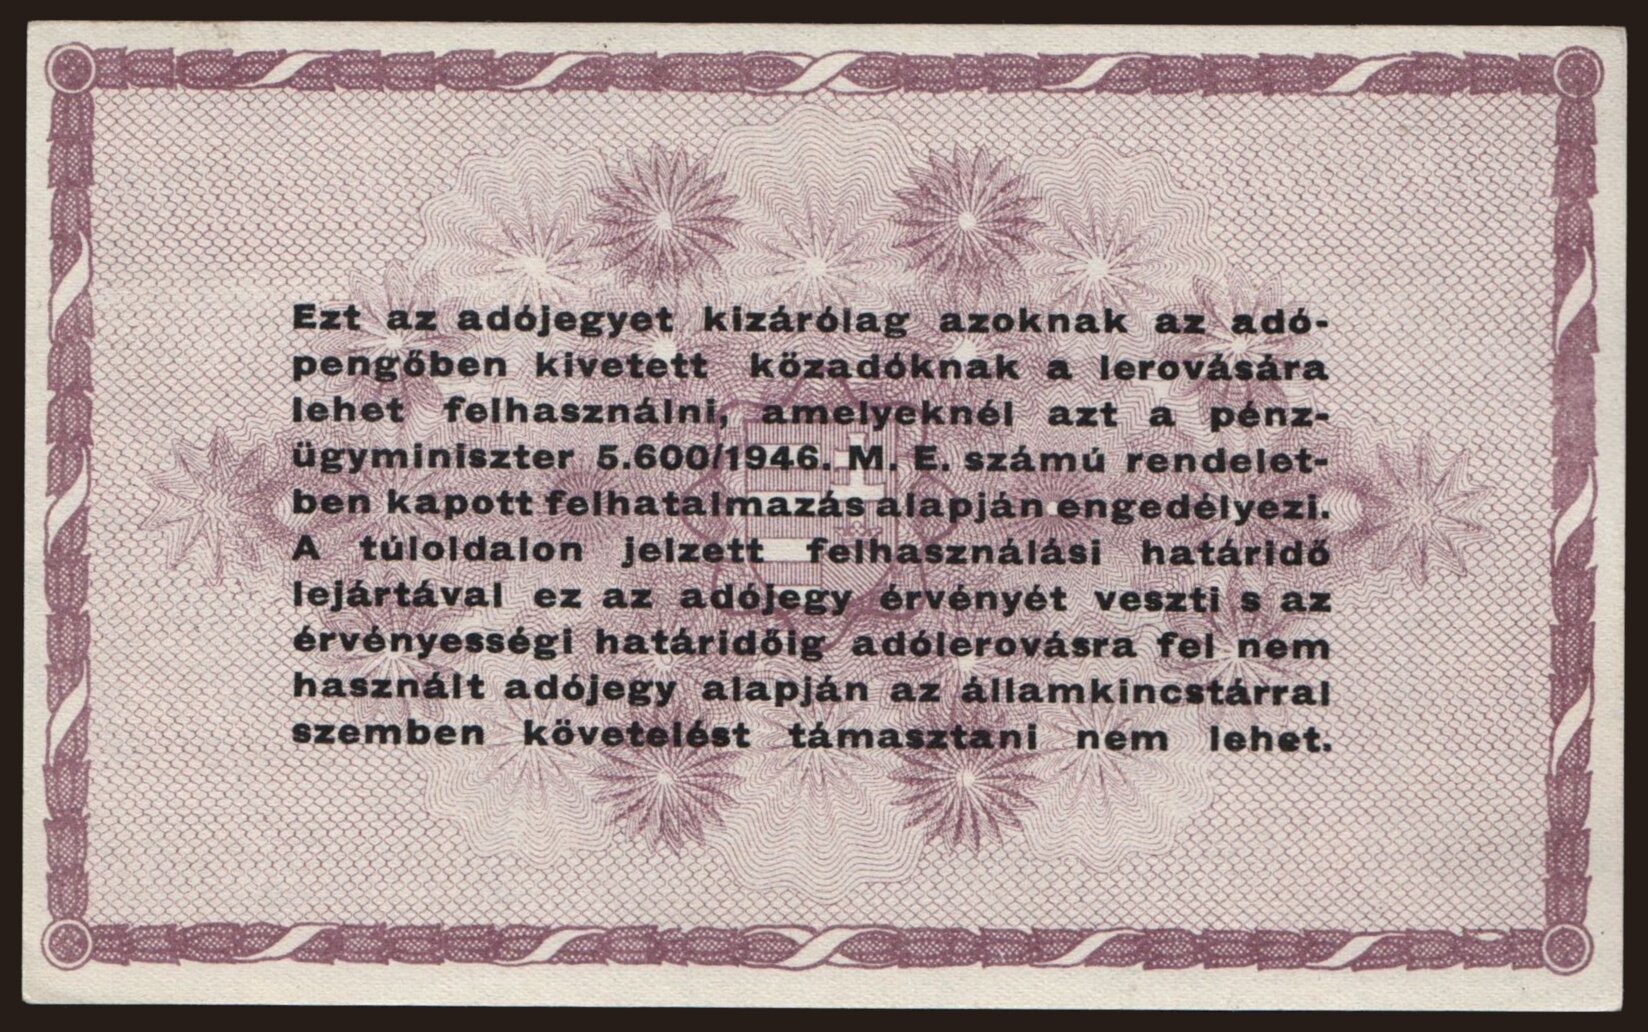 Ezt az adójegyet kizárólag azoknak az adó-
pengőben kivetett közadóknak a lerovására
lehet felhasználni, amelyeknél azt a pénz-
ügyminiszter 5.600/1946. M. E. számú rendelet-
ben kapott felhatalmazás alapján engedélyezi.
A túloldalon jelzett felhasználási határidő
lejártával ez az adójegy érvényét veszti s az
érvényességi határidőig adólerovásra fel nem
használt adójegy alapján az államkincstárral
szemben követelést támasztani nem lehet.